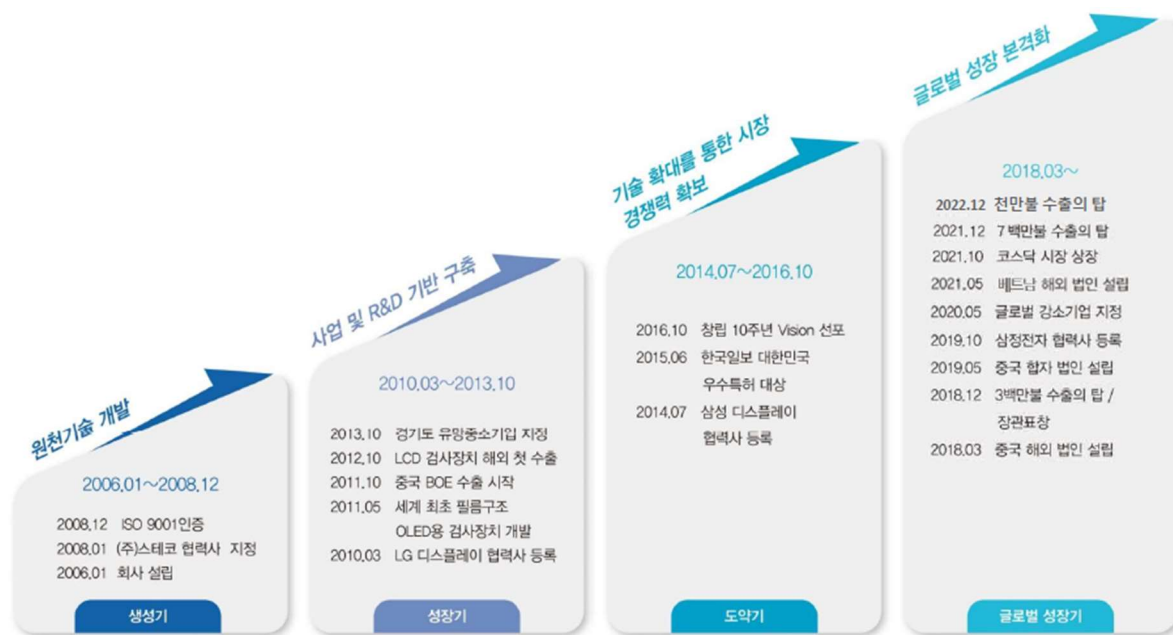 원천기술 개발
2006.01~2008.12
2008.12 ISO 9001인증
2008.01 (주)스테코 협력사 지정
2006.01 회사 설립
생성기
사업 및 R&D 기반 구축
2010.03~2013.10
2013.10 경기도 유망중소기업 지정
2012.10 LCD 검사장치 해외 첫 수출
2011.10 중국 BOE 수출 시작
2011.05 세계 최초 필름구조
OLED용 검사장치 개발
2010.03 LG 디스플레이 협력사 등록
성장기
기술 확대를 통한 시장
경쟁력 확보
2014.07~2016.10
2016.10 창립 10주년 Vision 선포
2015.06 한국일보 대한민국
우수특허 대상
2014.07 삼성 디스플레이
협력사 등록
도약기
글로벌 성장 본격화
2018.03~
2022.12 천만불 수출의 탑
2021.12 7백만불 수출의 탑
2021.10 코스닥 시장 상장
2021.05 베트남 해외 법인 설립
2020.05 글로벌 강소기업 지정
2019.10 삼정전자 협력사 등록
2019.05 중국 합자 법인 설립
2018.12 3백만불 수출의 탑 /
장관표창
2018.03 중국 해외 법인 설립
글로벌 성장기